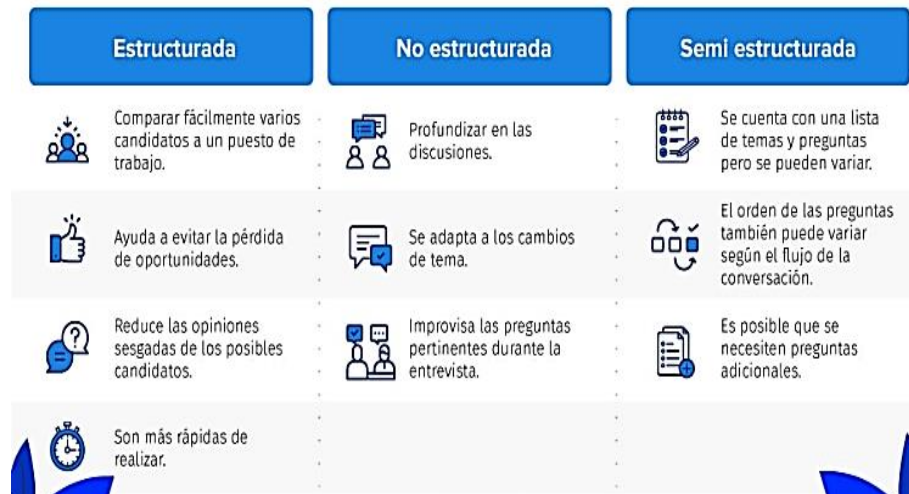 Estructurada
No estructurada
Semi estructurada
Comparar fácilmente varios
candidatos a un puesto de
trabajo.
Profundizar en las
discusiones.
Se cuenta con una lista
de temas y preguntas
pero se pueden variar.
Ayuda a evitar la pérdida
de oportunidades.
Se adapta a los cambios
de tema.
El orden de las preguntas
también puede variar
según el flujo de la
conversación.
Reduce las opiniones
sesgadas de los posibles
candidatos.
Improvisa las preguntas
pertinentes durante la
entrevista.
Es posible que se
necesiten preguntas
adicionales.
Son más rápidas de
realizar.